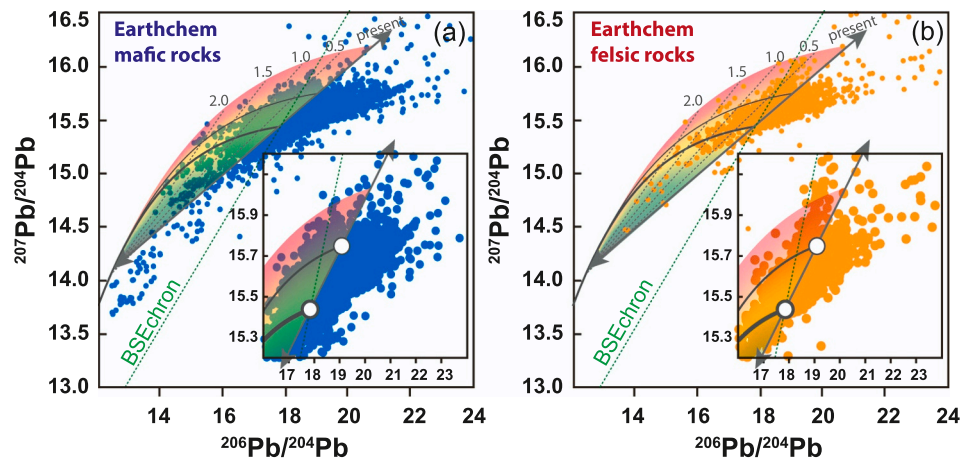 Earthchem
mafic rocks
(a)
16.5
16.0
15.5
15.0
14.5
14.0
13.5
13.0
207Pb/204Pb
2.0
1.5
1.0
0.5
present
BSEchron
15.9
15.7
15.5
15.3
17 18 19 20 21 22 23
14 16 18 20 22 24
206Pb/204Pb
Earthchem
felsic rocks
(b)
16.5
16.0
15.5
15.0
14.5
14.0
13.5
13.0
207Pb/204Pb
2.0
1.5
1.0
0.5
present
BSEchron
15.9
15.7
15.5
15.3
17 18 19 20 21 22 23
14 16 18 20 22 24
206Pb/204Pb